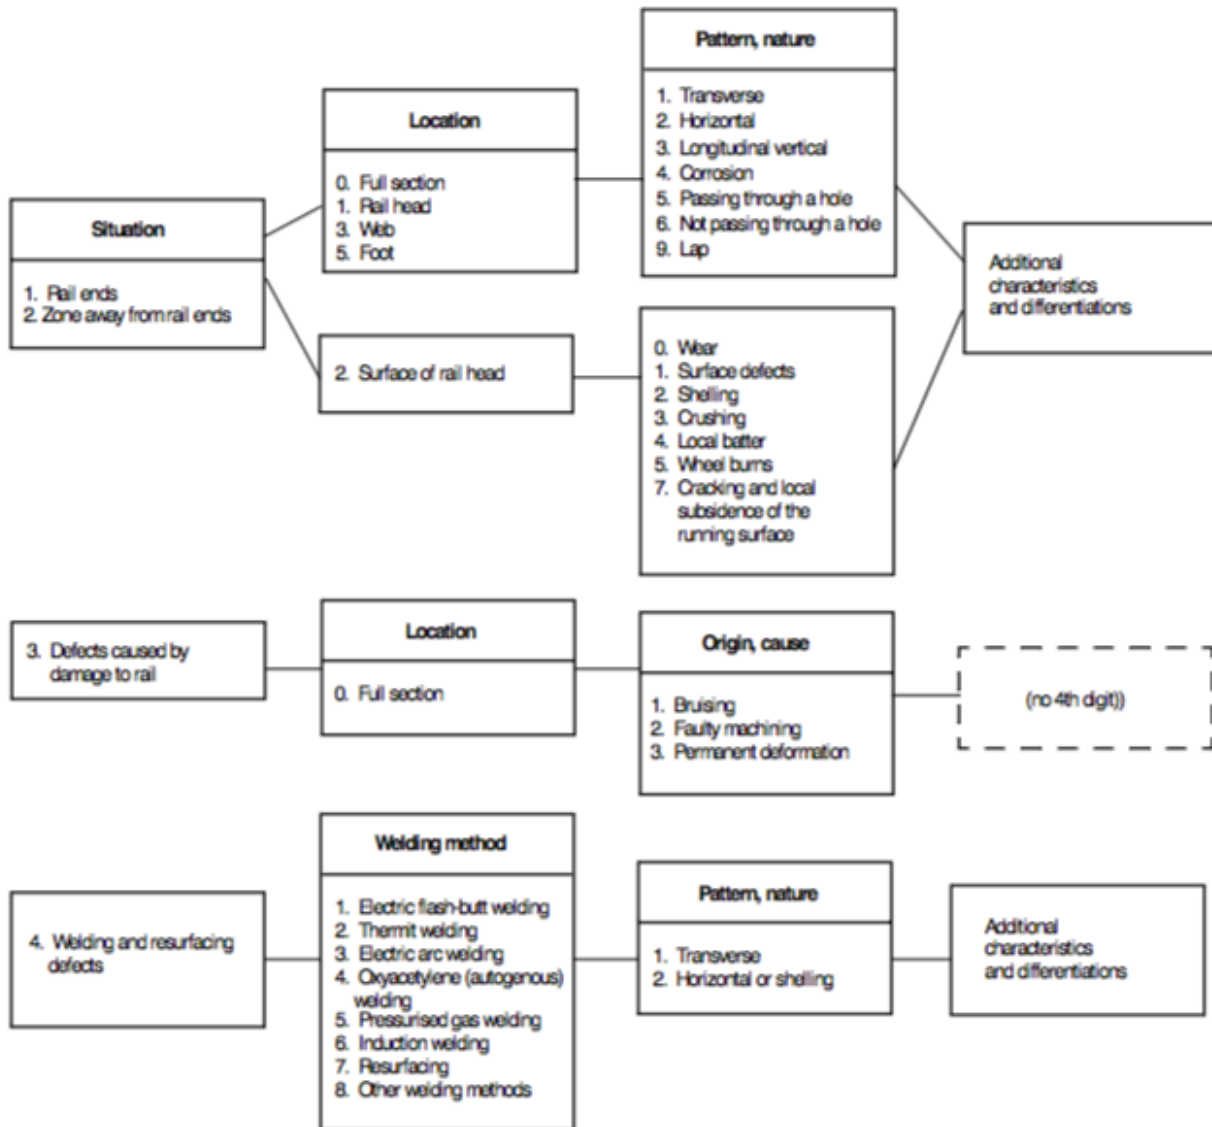 Situation
1. Rail ends
2. Zone away from rail ends
Location
0. Full section
1. Rail head
3. Web
5. Foot
2. Surface of rail head
Pattern, nature
1. Transverse
2. Horizontal
3. Longitudinal vertical
4. Corrosion
5. Passing through a hole
6. Not passing through a hole
9. Lap
0. Wear
1. Surface defects
2. Shelling
3. Crushing
4. Local batter
5. Wheel burns
7. Cracking and local
subsidence of the
running surface
Additional
characteristics
and differentiations
3. Defects caused by
damage to rail
Location
0. Full section
Origin, cause
1. Bruising
2. Faulty machining
3. Permanent deformation
(no 4th digit))
4. Welding and resurfacing
defects
Welding method
1. Electric flash-butt welding
2. Thermit welding
3. Electric arc welding
4. Oxyacetylene (autogenous)
welding
5. Pressurised gas welding
6. Induction welding
7. Resurfacing
8. Other welding methods
Pattern, nature
1. Transverse
2. Horizontal or shelling
Additional
characteristics
and differentiations